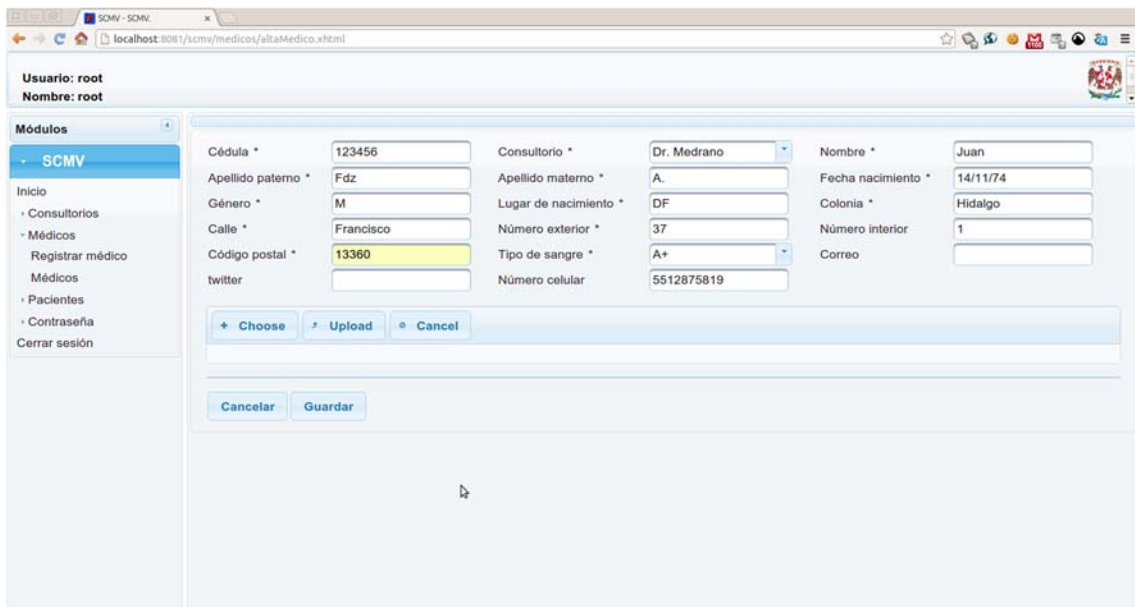 SCMV - SCMV.
localhost:8081/scmv/medicos/altaMedico.xhtml
1100
Usuario: root
Nombre: root
Módulos
SCMV
Inicio
Consultorios
Médicos
Registrar médico
Médicos
Pacientes
Contraseña
Cerrar sesión
Cédula * 123456 Consultorio * Dr. Medrano Nombre * Juan
Apellido paterno * Fdz Apellido materno * A. Fecha nacimiento * 14/11/74
Género * M Lugar de nacimiento * DF Colonia * Hidalgo
Calle * Francisco Número exterior * 37 Número interior 1
Código postal * 13360 Tipo de sangre * A+ Correo
twitter Número celular 5512875819
Choose Upload Cancel
Cancelar Guardar